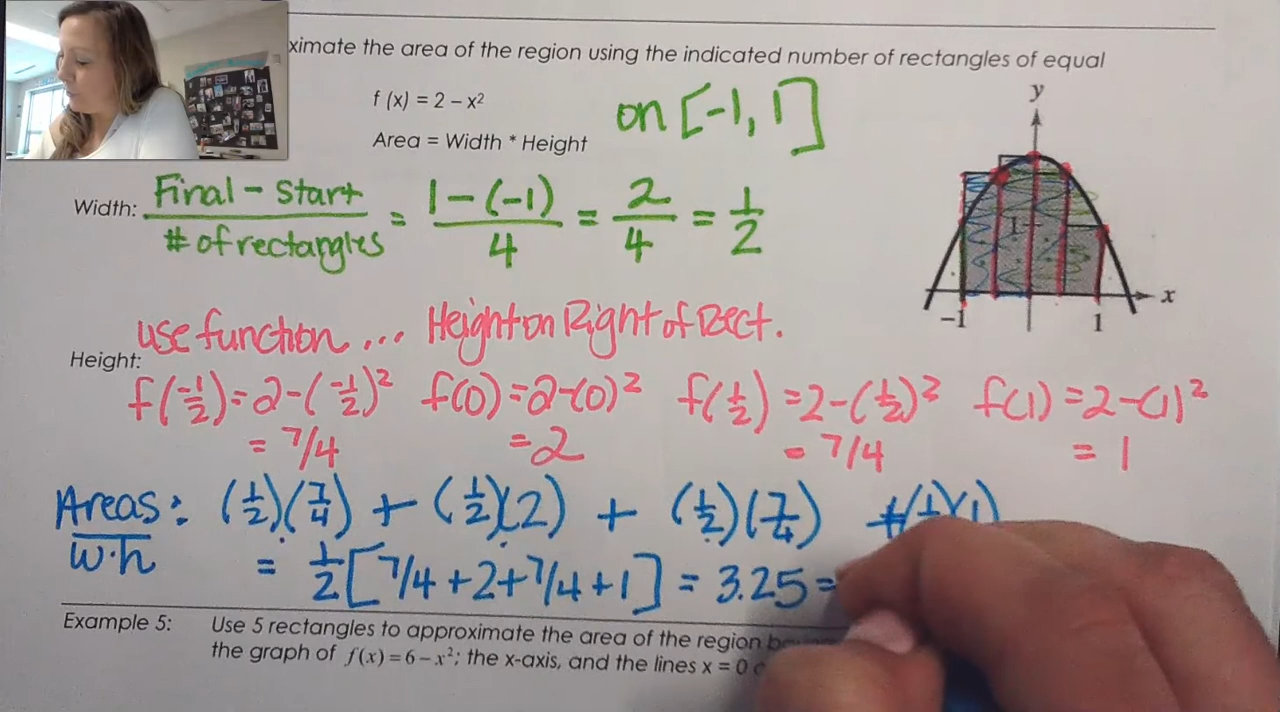 ximate the area of the region using the indicated number of rectangles of equal
f (x) = 2 – x²
on [-1, 1]
Area = Width * Height
y
1
x
-1
1
Width: Final - Start / # of rectangles = 1-(-1) / 4 = 2/4 = 1/2
use function... Height on Right of Rect.
Height:
f(-1/2) = 2-(-1/2)² f(0) = 2-(0)² f(1/2) = 2-(1/2)² f(1) = 2-(1)²
= 7/4 = 2 = 7/4 = 1
Areas: (1/2)(7/4) + (1/2)(2) + (1/2)(7/4) +(1/2)(1)
w·h = 1/2[7/4+2+7/4+1] = 3.25 =
Example 5: Use 5 rectangles to approximate the area of the region
the graph of f(x) = 6 – x²; the x-axis, and the lines x = 0